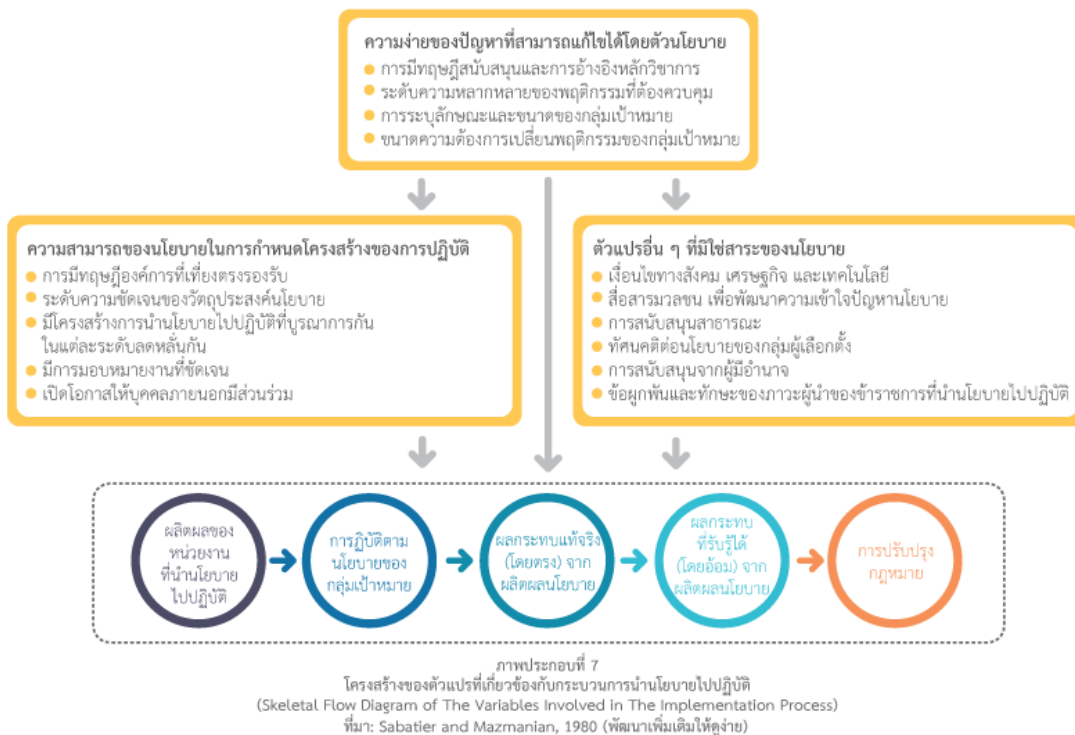 ความง่ายของปัญหาที่สามารถแก้ไขได้โดยตัวนโยบาย
การมีทฤษฎีสนับสนุนและการอ้างอิงหลักวิชาการ
ระดับความหลากหลายของพฤติกรรมที่ต้องควบคุม
การระบุลักษณะและขนาดของกลุ่มเป้าหมาย
ขนาดความต้องการเปลี่ยนพฤติกรรมของกลุ่มเป้าหมาย
ความสามารถของนโยบายในการกำหนดโครงสร้างของการปฏิบัติ
การมีทฤษฎีองค์การที่เที่ยงตรงรองรับ
ระดับความชัดเจนของวัตถุประสงค์นโยบาย
มีโครงสร้างการนำนโยบายไปปฏิบัติที่บูรณาการกัน
ในแต่ละระดับลดหลั่นกัน
มีการมอบหมายงานที่ชัดเจน
เปิดโอกาสให้บุคคลภายนอกมีส่วนร่วม
ตัวแปรอื่น ๆ ที่มิใช่สาระของนโยบาย
เงื่อนไขทางสังคม เศรษฐกิจ และเทคโนโลยี
สื่อสารมวลชน เพื่อพัฒนาความเข้าใจปัญหานโยบาย
การสนับสนุนสาธารณะ
ทัศนคติต่อนโยบายของกลุ่มผู้เลือกตั้ง
การสนับสนุนจากผู้มีอำนาจ
ข้อผูกพันและทักษะของภาวะผู้นำของข้าราชการที่นำนโยบายไปปฏิบัติ
ผลิตผลของ
หน่วยงาน
ที่นำนโยบาย
ไปปฏิบัติ
การฏิบัติตาม
นโยบายของ
กลุ่มเป้าหมาย
ผลกระทบแท้จริง
(โดยตรง) จาก
ผลิตผลนโยบาย
ผลกระทบ
ที่รับรู้ได้
(โดยอ้อม) จาก
ผลิตผลนโยบาย
การปรับปรุง
กฎหมาย
ภาพประกอบที่ 7
โครงสร้างของตัวแปรที่เกี่ยวข้องกับกระบวนการนำนโยบายไปปฏิบัติ
(Skeletal Flow Diagram of The Variables Involved in The Implementation Process)
ที่มา: Sabatier and Mazmanian, 1980 (พัฒนาเพิ่มเติมให้ดูง่าย)